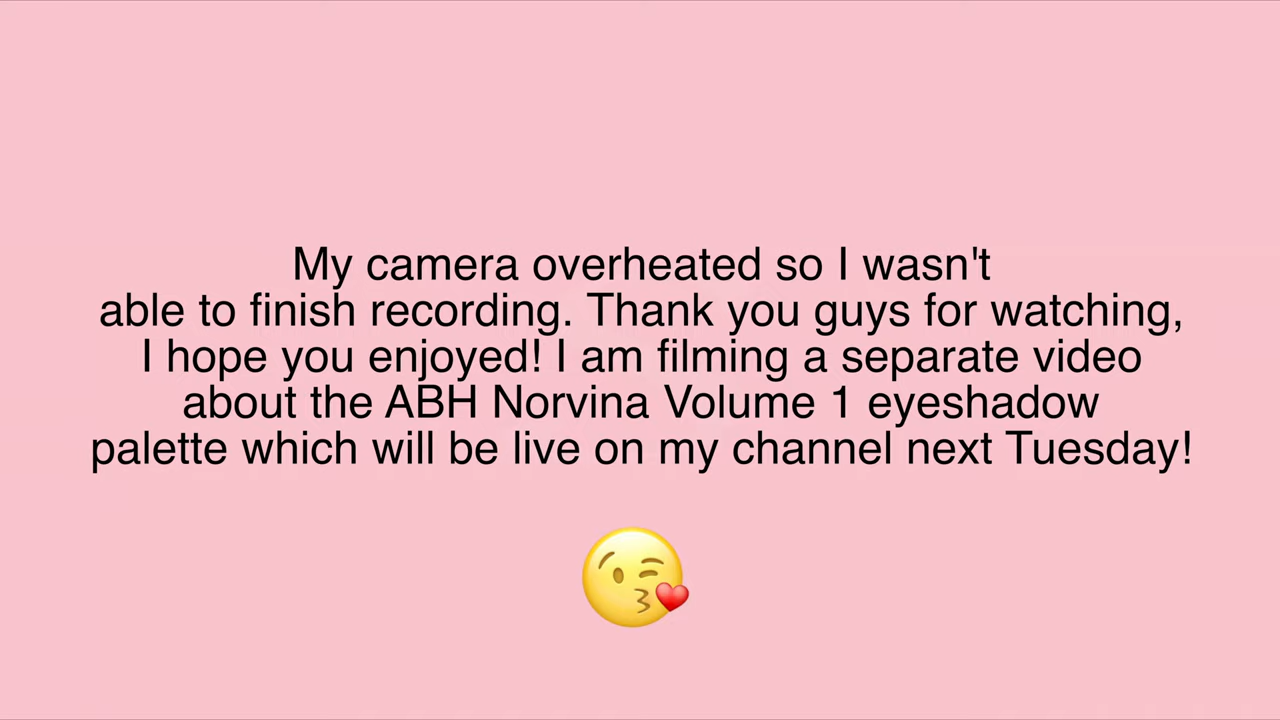 My camera overheated so I wasn't
able to finish recording. Thank you guys for watching,
I hope you enjoyed! I am filming a separate video
about the ABH Norvina Volume 1 eyeshadow
palette which will be live on my channel next Tuesday!